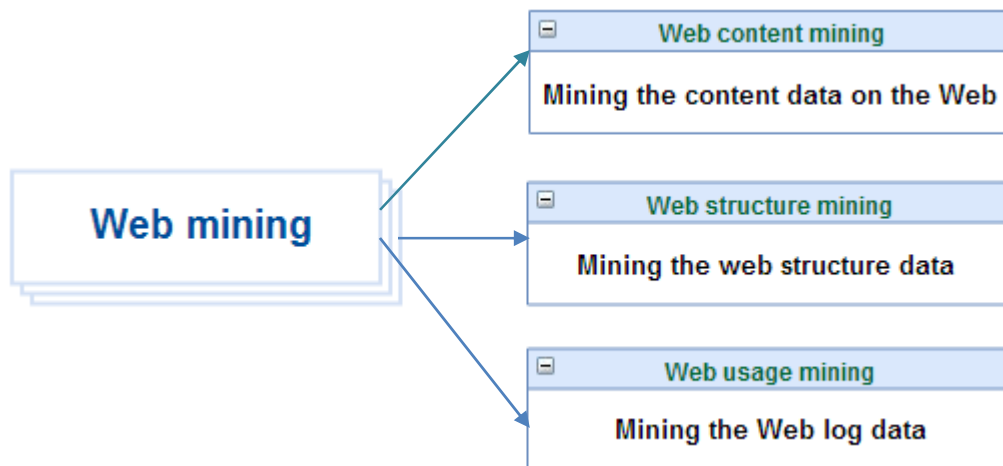 Web mining
Web content mining
Mining the content data on the Web
Web structure mining
Mining the web structure data
Web usage mining
Mining the Web log data